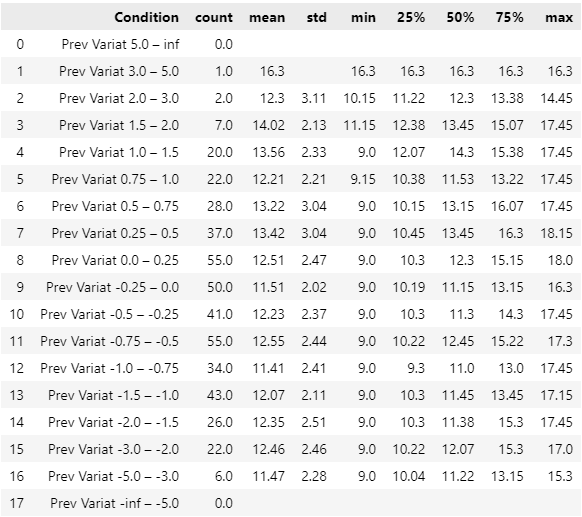 Condition count mean std min 25% 50% 75% max
0 Prev Variat 5.0 – inf 0.0
1 Prev Variat 3.0 – 5.0 1.0 16.3 16.3 16.3 16.3 16.3 16.3
2 Prev Variat 2.0 – 3.0 2.0 12.3 3.11 10.15 11.22 12.3 13.38 14.45
3 Prev Variat 1.5 – 2.0 7.0 14.02 2.13 11.15 12.38 13.45 15.07 17.45
4 Prev Variat 1.0 – 1.5 20.0 13.56 2.33 9.0 12.07 14.3 15.38 17.45
5 Prev Variat 0.75 – 1.0 22.0 12.21 2.21 9.15 10.38 11.53 13.22 17.45
6 Prev Variat 0.5 – 0.75 28.0 13.22 3.04 9.0 10.15 13.15 16.07 17.45
7 Prev Variat 0.25 – 0.5 37.0 13.42 3.04 9.0 10.45 13.45 16.3 18.15
8 Prev Variat 0.0 – 0.25 55.0 12.51 2.47 9.0 10.3 12.3 15.15 18.0
9 Prev Variat -0.25 – 0.0 50.0 11.51 2.02 9.0 10.19 11.15 13.15 16.3
10 Prev Variat -0.5 – -0.25 41.0 12.23 2.37 9.0 10.3 11.3 14.3 17.45
11 Prev Variat -0.75 – -0.5 55.0 12.55 2.44 9.0 10.22 12.45 15.22 17.3
12 Prev Variat -1.0 – -0.75 34.0 11.41 2.41 9.0 9.3 11.0 13.0 17.45
13 Prev Variat -1.5 – -1.0 43.0 12.07 2.11 9.0 10.3 11.45 13.45 17.15
14 Prev Variat -2.0 – -1.5 26.0 12.35 2.51 9.0 10.3 11.38 15.3 17.45
15 Prev Variat -3.0 – -2.0 22.0 12.46 2.46 9.0 10.22 12.07 15.3 17.0
16 Prev Variat -5.0 – -3.0 6.0 11.47 2.28 9.0 10.04 11.22 13.15 15.3
17 Prev Variat -inf – -5.0 0.0